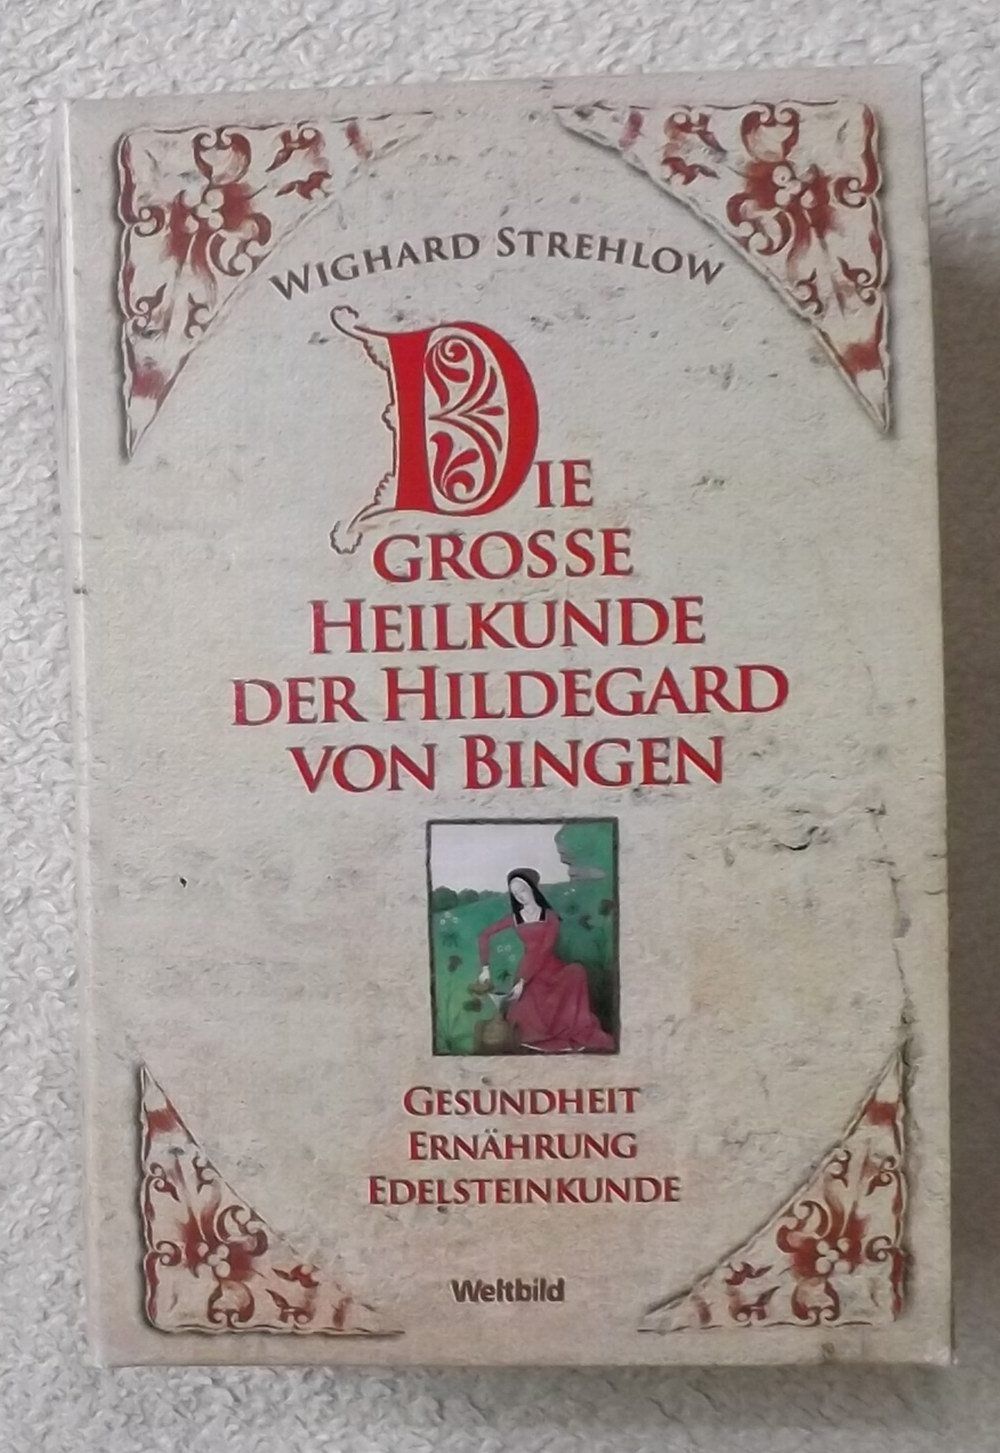 WIGHARD STREHLOW
DIE
GROSSE
HEILKUNDE
DER HILDEGARD
VON BINGEN
GESUNDHEIT
ERNÄHRUNG
EDELSTEINKUNDE
Weltbild